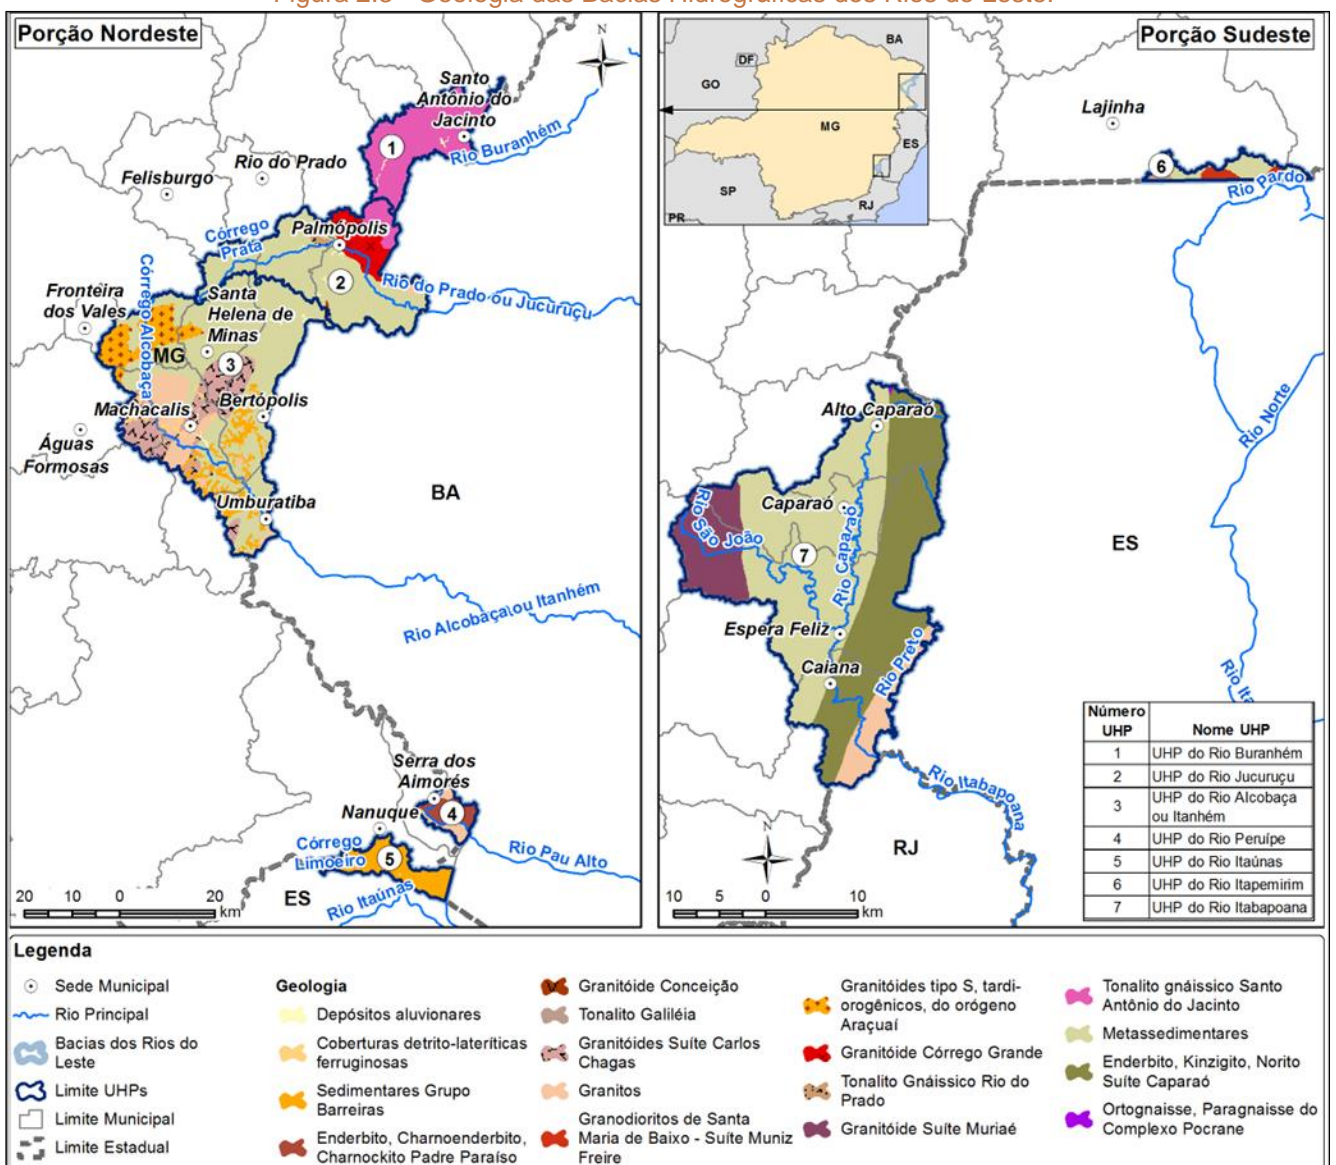 Figura 2.8 - Geologia das Bacias Hidrográficas dos Rios do Leste.
Porção Nordeste
N
Santo
Antônio do
Jacinto
1
Rio Buranhém
Rio do Prado
Felisburgo
Palmópolis
Córrego
Prata
2
Rio do Prado ou Jucuruçu
Fronteira
dos Vales
Córrego Alcobaça
Santa
Helena de
Minas
MG
3
Machacalis
Bertópolis
Águas
Formosas
Umburatiba
BA
Rio Alcobaça ou Itanhém
Serra dos
Aimorés
Nanuque
4
Córrego
Limoeiro
5
Rio Pau Alto
ES
Rio Itaúnas
20 10 0 20
km
Porção Sudeste
BA
DF
GO
MG
ES
SP
RJ
PR
Lajinha
6
Rio Pardo
Rio Norte
Alto Caparaó
Caparaó
Rio São João
Rio Caparaó
7
ES
Espera Feliz
Caiana
Rio Preto
Rio Ita
Rio Itabapoana
RJ
N
10 5 0 10
km
Número UHP Nome UHP
1 UHP do Rio Buranhém
2 UHP do Rio Jucuruçu
3 UHP do Rio Alcobaça
ou Itanhém
4 UHP do Rio Peruípe
5 UHP do Rio Itaúnas
6 UHP do Rio Itapemirim
7 UHP do Rio Itabapoana
Legenda
Sede Municipal
Rio Principal
Bacias dos Rios do
Leste
Limite UHPs
Limite Municipal
Limite Estadual
Geologia
Depósitos aluvionares
Coberturas detrito-lateríticas
ferruginosas
Sedimentares Grupo
Barreiras
Enderbito, Charnoenderbito,
Charnockito Padre Paraíso
Granitóide Conceição
Tonalito Galiléia
Granitóides Suíte Carlos
Chagas
Granitos
Granodioritos de Santa
Maria de Baixo - Suíte Muniz
Freire
Granitóides tipo S, tardi-
orogênicos, do orógeno
Araçuaí
Granitóide Córrego Grande
Tonalito Gnáissico Rio do
Prado
Granitóide Suíte Muriaé
Tonalito gnáissico Santo
Antônio do Jacinto
Metassedimentares
Enderbito, Kinzigito, Norito
Suíte Caparaó
Ortognaisse, Paragnaisse do
Complexo Pocrane